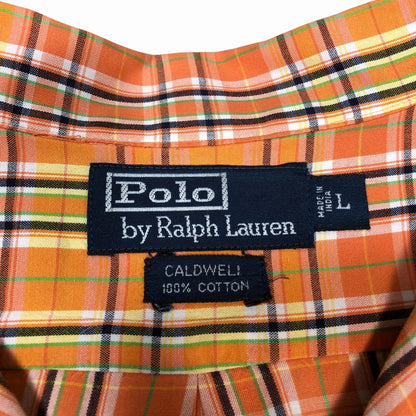 Polo
by Ralph Lauren
MADE IN
INDIA
L
CALDWELL
100% COTTON